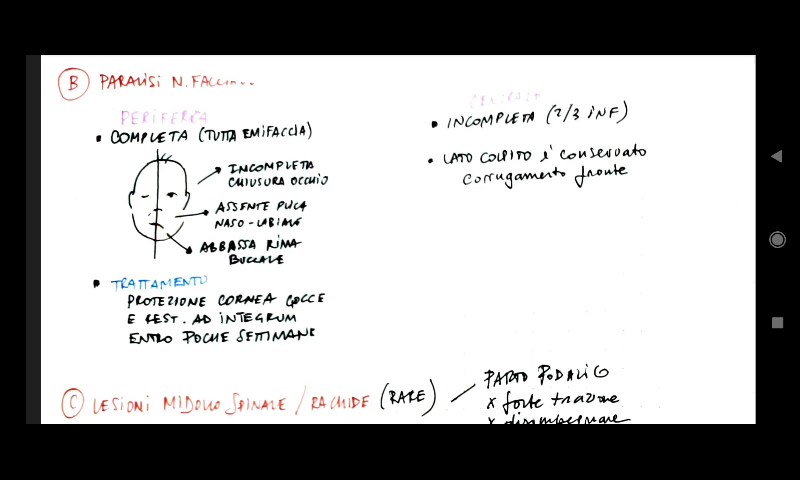 B PARALISI N.
PERIFERICA
• COMPLETA (TUTTA EMIFACCIA)
INCOMPLETA
CHIUSURA OCCHIO
ASSENTE PLICA
NASO-LABIALE
ABBASSA RIMA
BUCCALE
• TRATTAMENTO
PROTEZIONE CORNEA GOCCE
E REST. AD INTEGRUM
ENTRO POCHE SETTIMANE
CENTRALE
• INCOMPLETA (2/3 INF)
• LATO COLPITO è conservato
corrugamento fronte
C LESIONI MIDOLLO SPINALE / RACHIDE (RARE)
PARTO PODALICO
x forte trazione
x disimpegnare